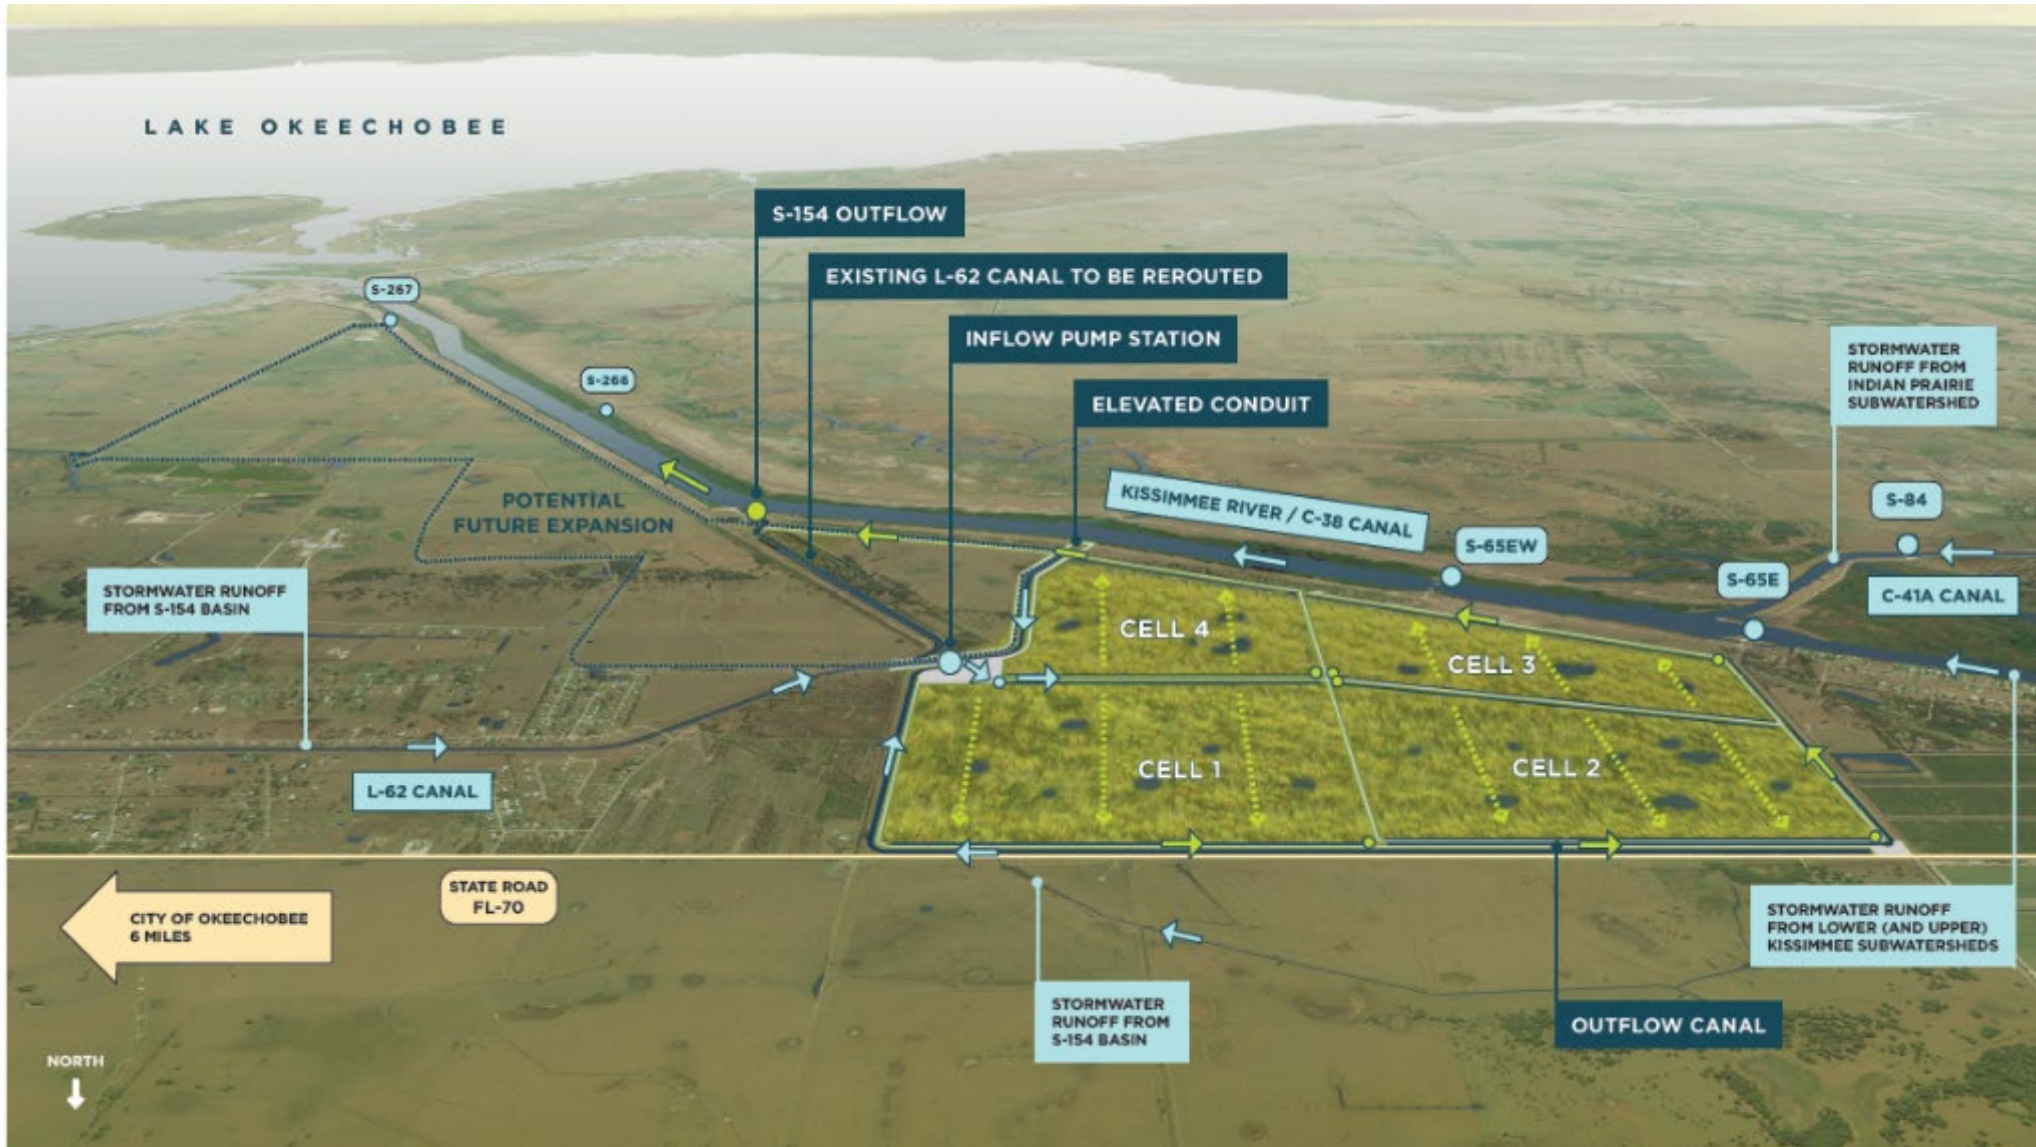 LAKE OKEECHOBEE
S-154 OUTFLOW
EXISTING L-62 CANAL TO BE REROUTED
S-267
INFLOW PUMP STATION
S-266
ELEVATED CONDUIT
STORMWATER
RUNOFF FROM
INDIAN PRAIRIE
SUBWATERSHED
POTENTIAL
FUTURE EXPANSION
KISSIMMEE RIVER / C-38 CANAL
S-84
S-65EW
S-65E
C-41A CANAL
STORMWATER RUNOFF
FROM S-154 BASIN
CELL 4
CELL 3
L-62 CANAL
CELL 1
CELL 2
STATE ROAD
FL-70
CITY OF OKEECHOBEE
6 MILES
STORMWATER RUNOFF
FROM LOWER (AND UPPER)
KISSIMMEE SUBWATERSHEDS
STORMWATER
RUNOFF FROM
S-154 BASIN
OUTFLOW CANAL
NORTH